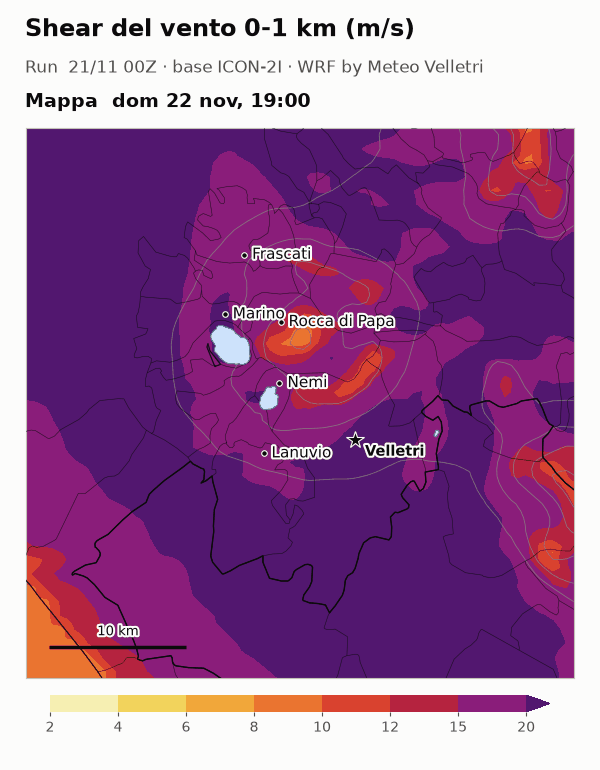 Shear del vento 0-1 km (m/s)
Run  21/11 00Z · base ICON-2I · WRF by Meteo Velletri
Mappa  dom 22 nov, 19:00
Frascati
Marino
Rocca di Papa
Nemi
Velletri
Lanuvio
10 km
2 4 6 8 10 12 15 20